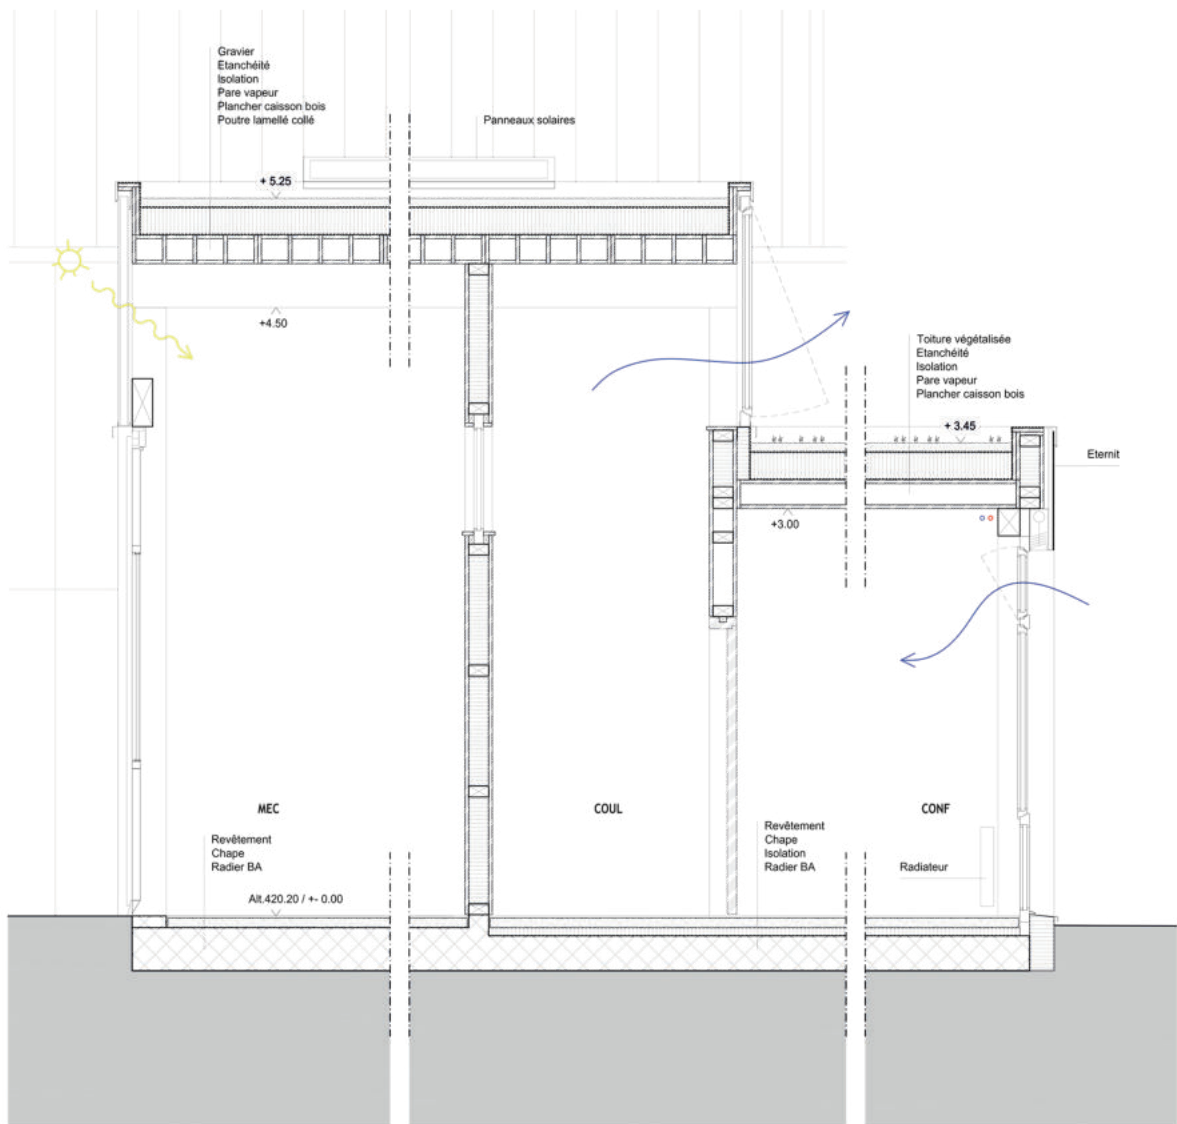 Gravier
Etanchéité
Isolation
Pare vapeur
Plancher caisson bois
Poutre lamellé collé
Panneaux solaires
+ 5.25
+4.50
Toiture végétalisée
Etanchéité
Isolation
Pare vapeur
Plancher caisson bois
+ 3.45
Eternit
+3.00
MEC
COUL
CONF
Revêtement
Chape
Radier BA
Revêtement
Chape
Isolation
Radier BA
Radiateur
Alt.420.20 / +- 0.00